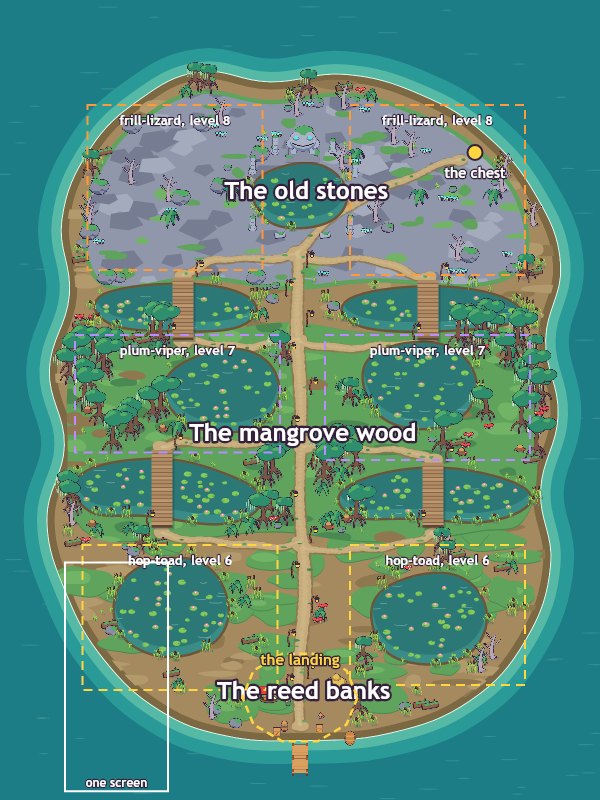 frill-lizard, level 8
frill-lizard, level 8
the chest
The old stones
plum-viper, level 7
plum-viper, level 7
The mangrove wood
hop-toad, level 6
hop-toad, level 6
the landing
The reed banks
one screen